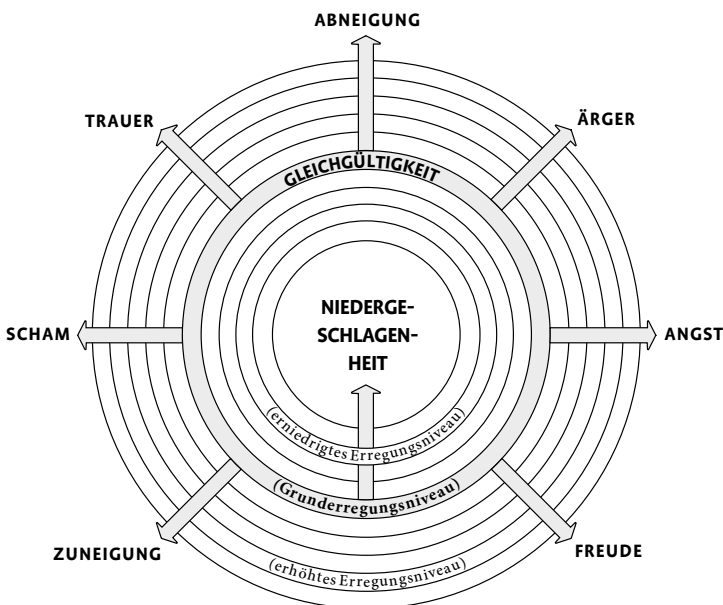 ABNEIGUNG
TRAUER
ÄRGER
GLEICHGÜLTIGKEIT
SCHAM
NIEDERGE-
SCHLAGEN-
HEIT
ANGST
(erniedrigtes Erregungsniveau)
(Grunderregungsniveau)
ZUNEIGUNG
FREUDE
(erhöhtes Erregungsniveau)